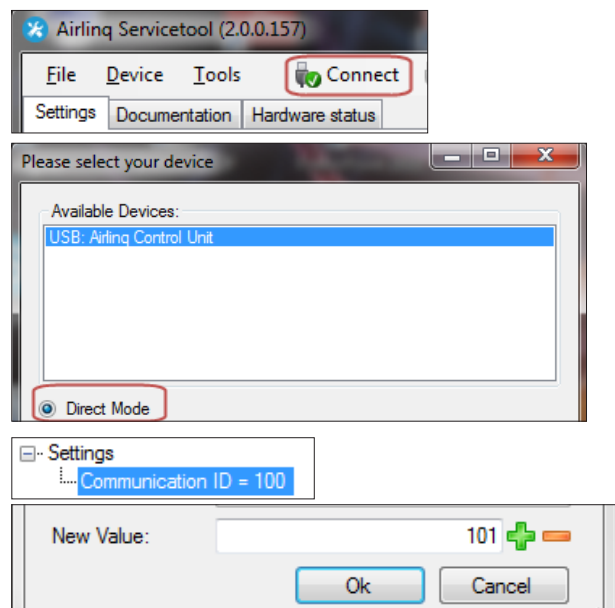 Airlinq Servicetool (2.0.0.157)
File Device Tools Connect
Settings Documentation Hardware status
Please select your device
Available Devices:
USB: Airlinq Control Unit
Direct Mode
Settings
Communication ID = 100
New Value: 101
Ok Cancel